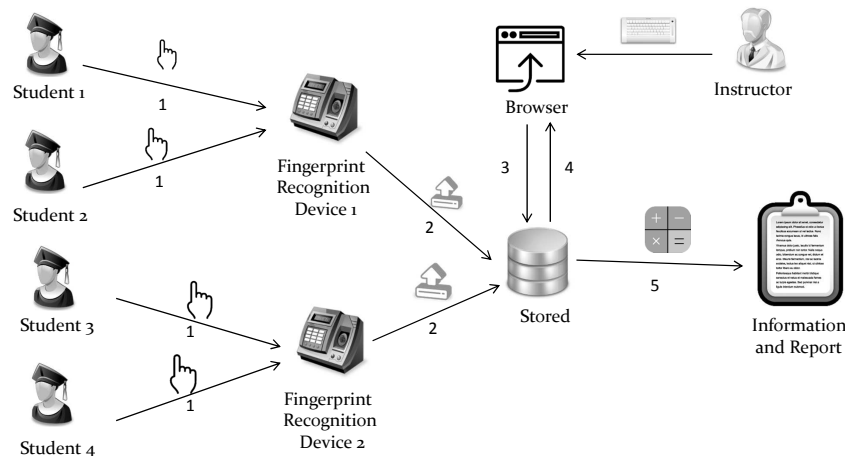 Student 1
1
Student 2
1
Fingerprint
Recognition
Device 1
Browser
Instructor
3
4
2
Student 3
1
Student 4
1
Fingerprint
Recognition
Device 2
2
Stored
5
Information
and Report